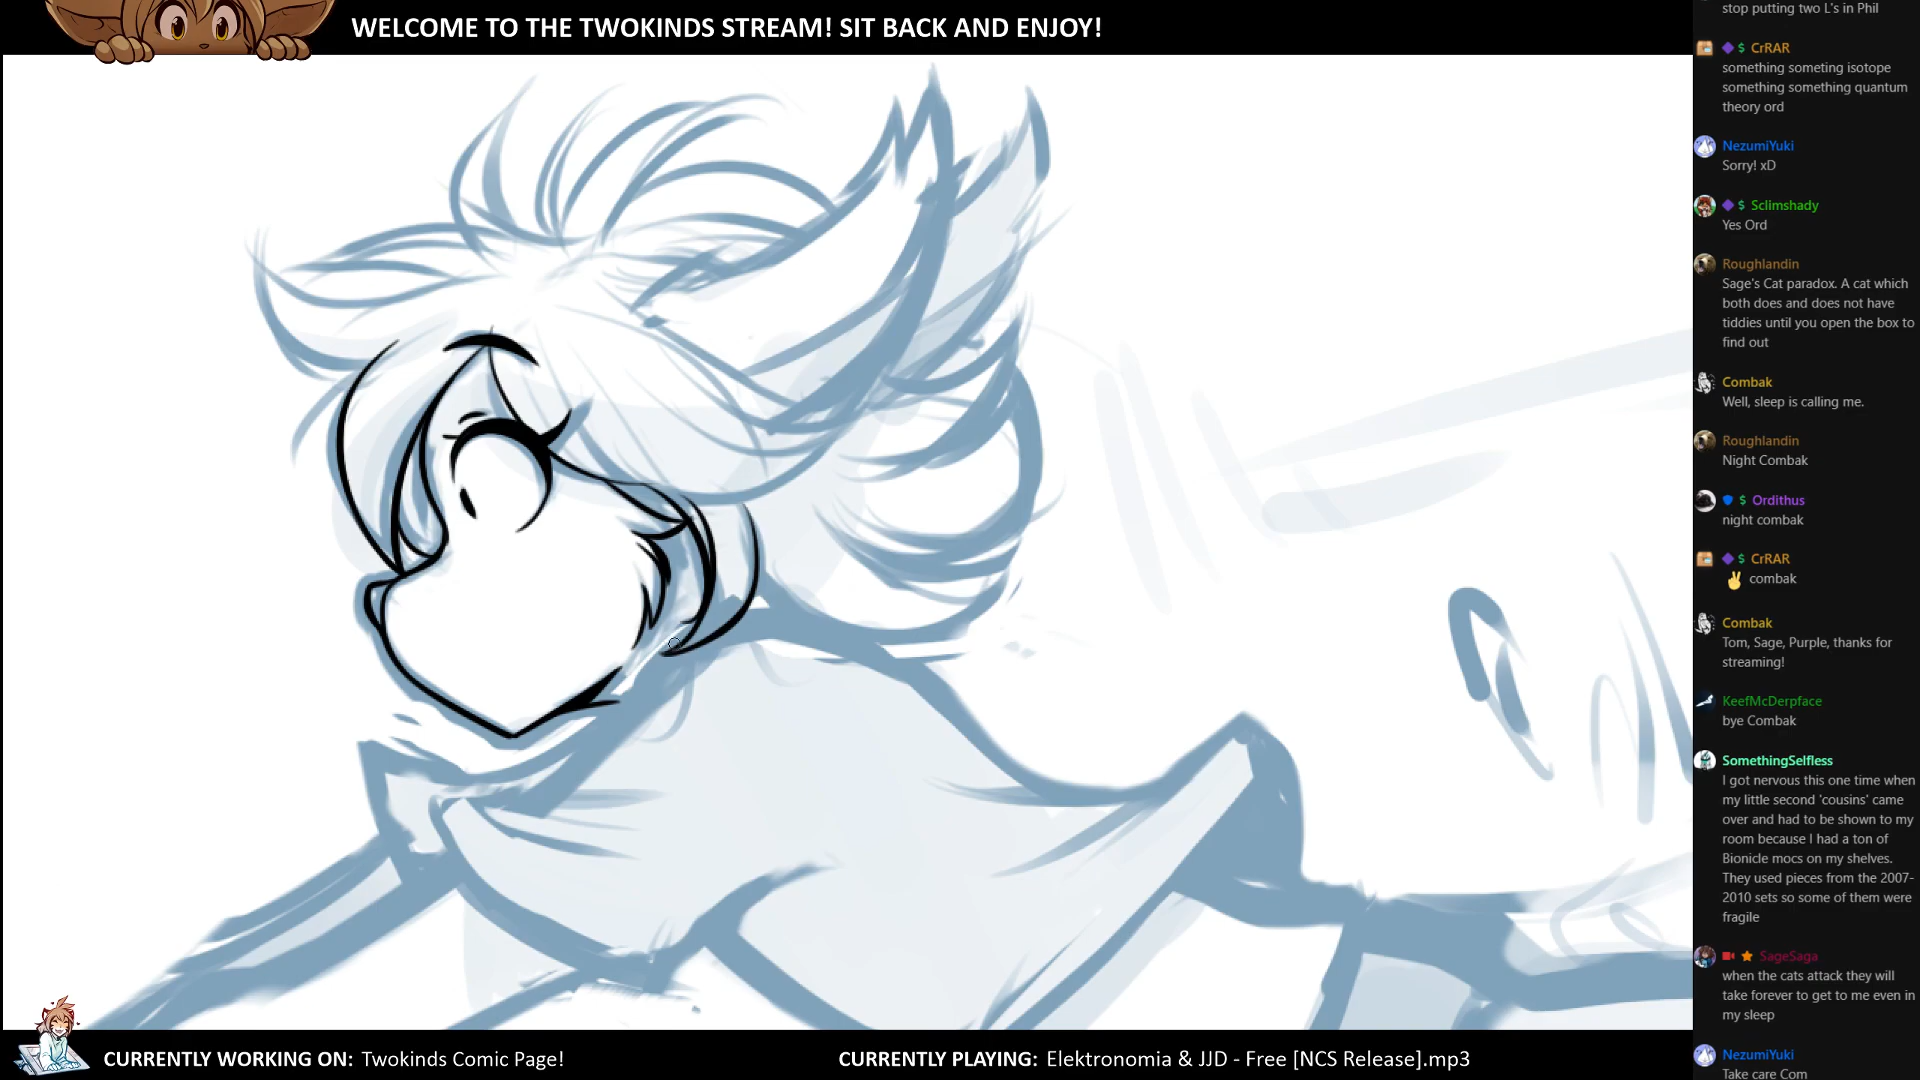 WELCOME TO THE TWOKINDS STREAM! SIT BACK AND ENJOY!
stop putting two L's in Phil
CrRAR
something someting isotope
something something quantum
theory ord
NezumiYuki
Sorry! xD
Sclimshady
Yes Ord
Roughlandin
Sage's Cat paradox. A cat which
both does and does not have
tiddies until you open the box to
find out
Combak
Well, sleep is calling me.
Roughlandin
Night Combak
Ordithus
night combak
CrRAR
✌ combak
Combak
Tom, Sage, Purple, thanks for
streaming!
KeefMcDerpface
bye Combak
SomethingSelfless
I got nervous this one time when
my little second 'cousins' came
over and had to be shown to my
room because I had a ton of
Bionicle mocs on my shelves.
They used pieces from the 2007-
2010 sets so some of them were
fragile
SageSaga
when the cats attack they will
take forever to get to me even in
my sleep
NezumiYuki
Take care Com
CURRENTLY WORKING ON: Twokinds Comic Page!
CURRENTLY PLAYING: Elektronomia & JJD - Free [NCS Release].mp3